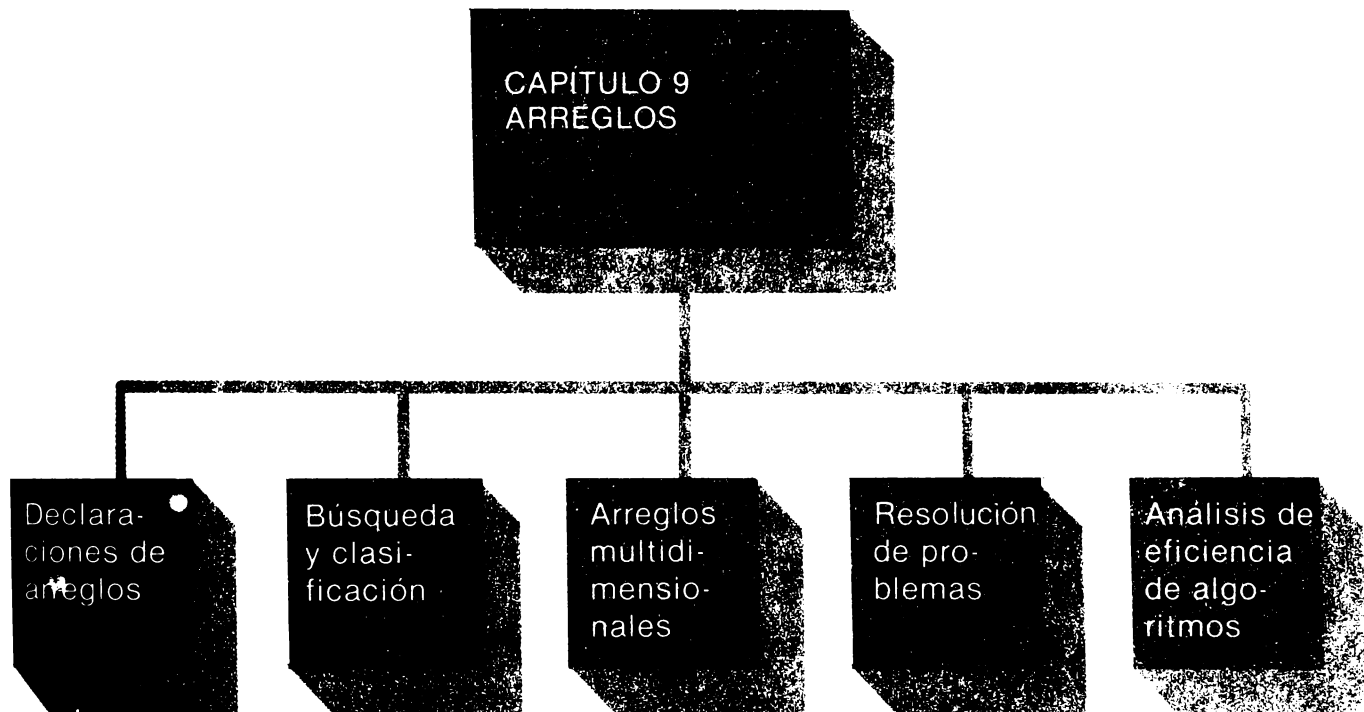 CAPÍTULO 9
ARREGLOS
Declara-
ciones de
arreglos
Búsqueda
y clasi-
ficación
Arreglos
multidi-
mensio-
nales
Resolución
de pro-
blemas
Análisis de
eficiencia
de algo-
ritmos